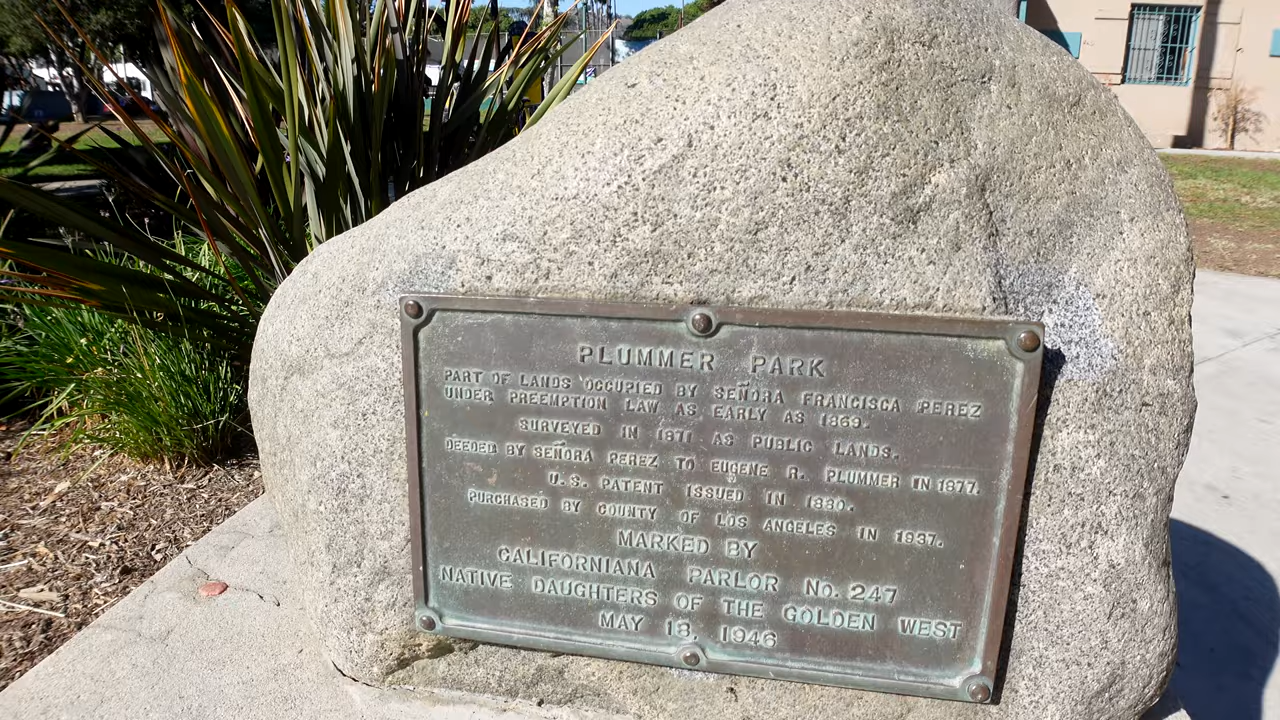 PLUMMER PARK
PART OF LANDS OCCUPIED BY SEÑORA FRANCISCA PEREZ
UNDER PREEMPTION LAW AS EARLY AS 1869.
SURVEYED IN 1871 AS PUBLIC LANDS.
DEEDED BY SEÑORA PEREZ TO EUGENE R. PLUMMER IN 1877.
U.S. PATENT ISSUED IN
PURCHASED BY COUNTY OF LOS ANGELES IN 1937.
MARKED BY
CALIFORNIANA PARLOR NO. 247
NATIVE DAUGHTERS OF THE GOLDEN WEST
MAY 18, 1946